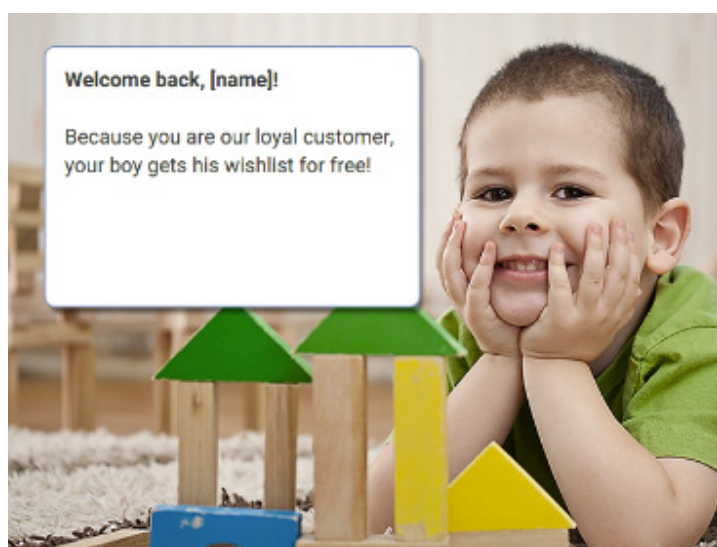 Welcome back, [name]!
Because you are our loyal customer,
your boy gets his wishlist for free!